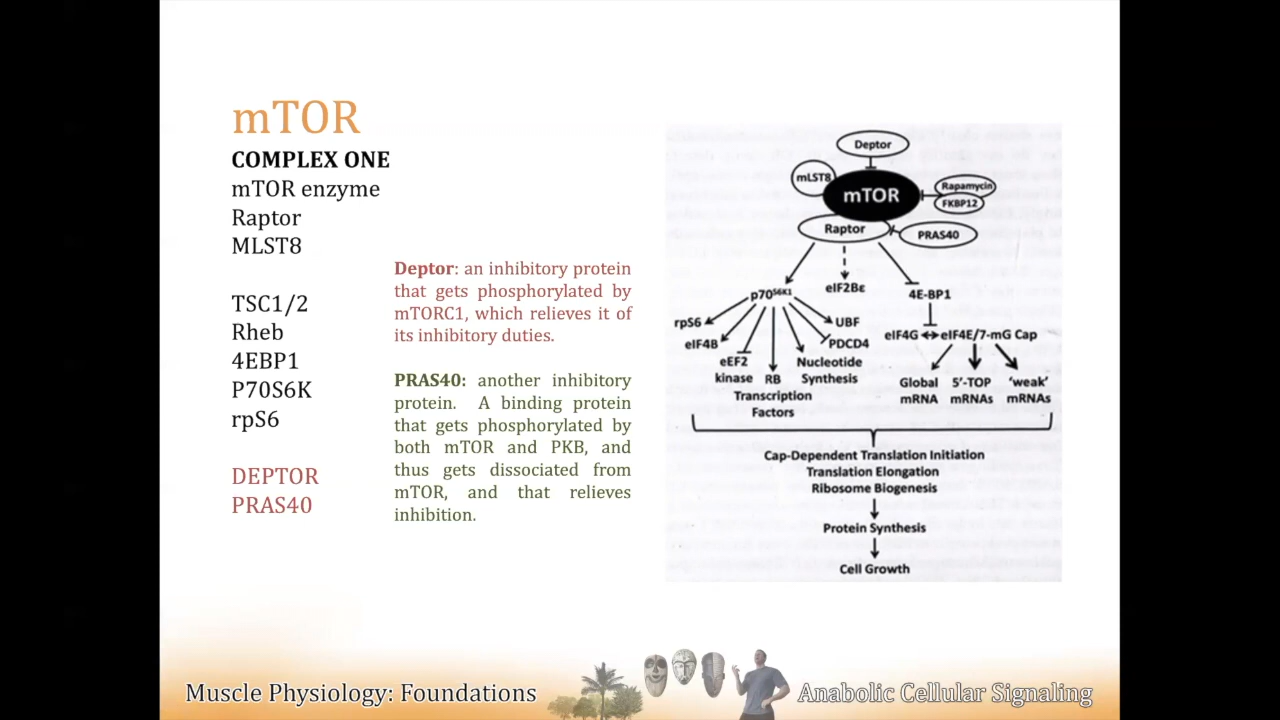 mTOR
COMPLEX ONE
mTOR enzyme
Raptor
MLST8
TSC1/2
Rheb
4EBP1
P70S6K
rpS6
DEPTOR
PRAS40
Deptor: an inhibitory protein
that gets phosphorylated by
mTORC1, which relieves it of
its inhibitory duties.
PRAS40: another inhibitory
protein. A binding protein
that gets phosphorylated by
both mTOR and PKB, and
thus gets dissociated from
mTOR, and that relieves
inhibition.
Deptor
mLST8
mTOR
Rapamycin
FKBP12
Raptor
PRAS40
p70S6K1
eIF2Bε
4E-BP1
rpS6
eIF4B
eEF2
kinase
RB
Transcription
Factors
Nucleotide
Synthesis
PDCD4
UBF
eIF4G
eIF4E/7-mG Cap
Global
mRNA
5'-TOP
mRNAs
'weak'
mRNAs
Cap-Dependent Translation Initiation
Translation Elongation
Ribosome Biogenesis
Protein Synthesis
Cell Growth
Muscle Physiology: Foundations
Anabolic Cellular Signaling